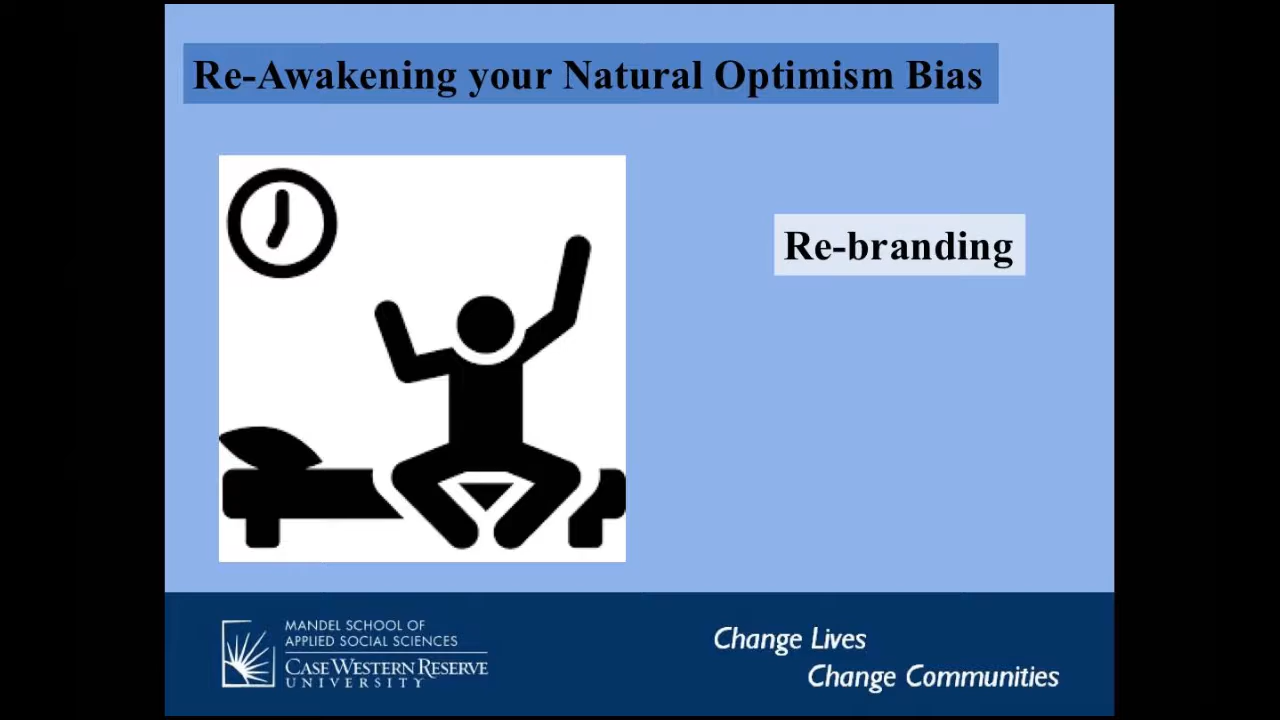 Re-Awakening your Natural Optimism Bias
Re-branding
MANDEL SCHOOL OF
APPLIED SOCIAL SCIENCES
CASE WESTERN RESERVE
UNIVERSITY
Change Lives
Change Communities